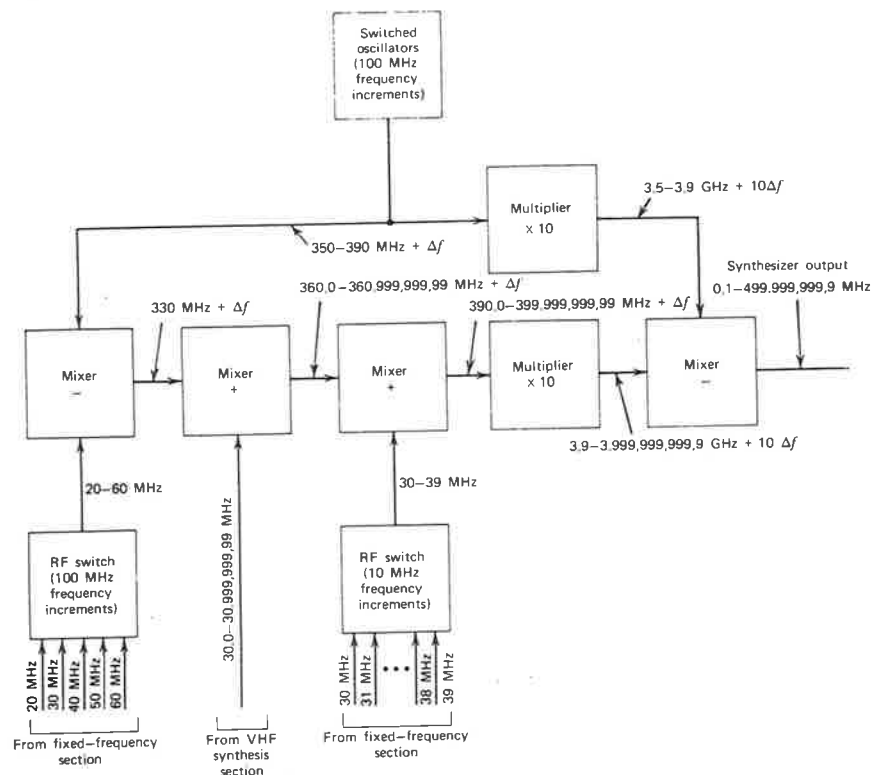 Switched
oscillators
(100 MHz
frequency
increments)
3.5–3.9 GHz + 10Δf
Multiplier
× 10
350–390 MHz + Δf
Synthesizer output
0,1–499.999,999,9 MHz
360,0–360,999,999,99 MHz + Δf
390,0–399,999,999,99 MHz + Δf
330 MHz + Δf
Mixer
–
Mixer
+
Mixer
+
Multiplier
× 10
Mixer
–
3,9–3.999,999,999,9 GHz + 10 Δf
20–60 MHz
30,0–30,999,999,99 MHz
30–39 MHz
RF switch
(100 MHz
frequency
increments)
RF switch
(10 MHz
frequency
increments)
20 MHz
30 MHz
40 MHz
50 MHz
60 MHz
30 MHz
31 MHz
•••
38 MHz
39 MHz
From fixed–frequency
section
From VHF
synthesis
section
From fixed–frequency
section